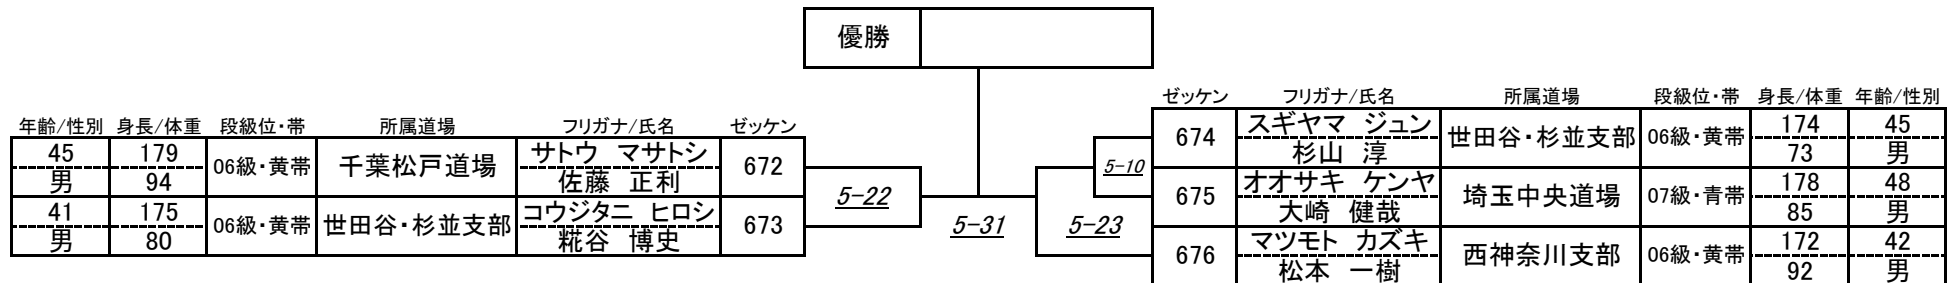 優勝
ゼッケン フリガナ/氏名 所属道場 段級位・帯 身長/体重 年齢/性別
年齢/性別 身長/体重 段級位・帯 所属道場 フリガナ/氏名 ゼッケン
45 179 06級・黄帯 千葉松戸道場 サトウ マサトシ 672
男 94 佐藤 正利
41 175 06級・黄帯 世田谷・杉並支部 コウジタニ ヒロシ 673
男 80 糀谷 博史
5-22
5-31
5-23
5-10
674 スギヤマ ジュン 世田谷・杉並支部 06級・黄帯 174 45
杉山 淳 73 男
675 オオサキ ケンヤ 埼玉中央道場 07級・青帯 178 48
大崎 健哉 85 男
676 マツモト カズキ 西神奈川支部 06級・黄帯 172 42
松本 一樹 92 男